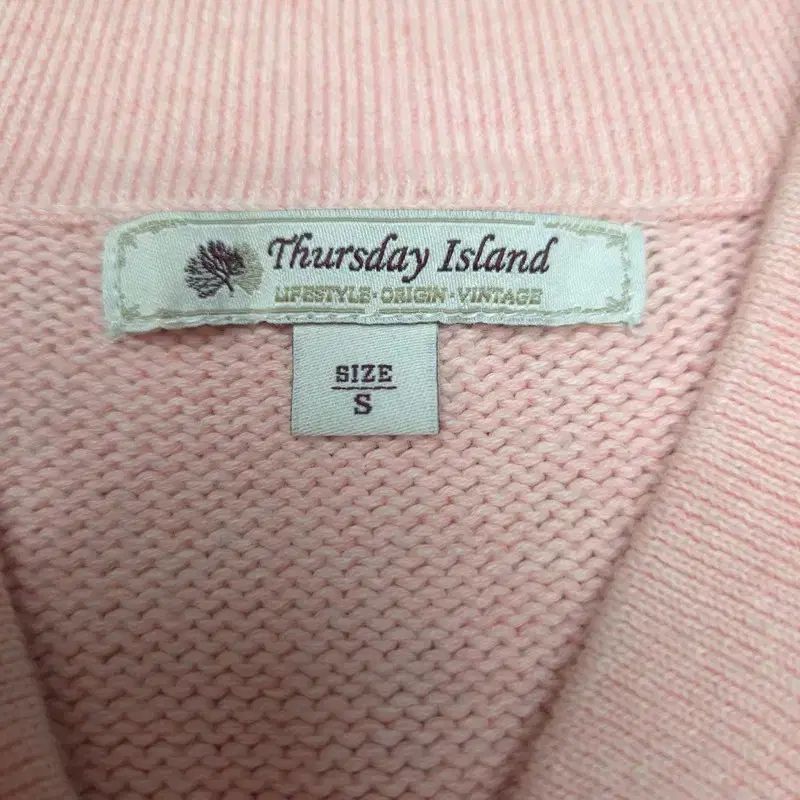 Thursday Island
LIFESTYLE · ORIGIN · VINTAGE
SIZE
S